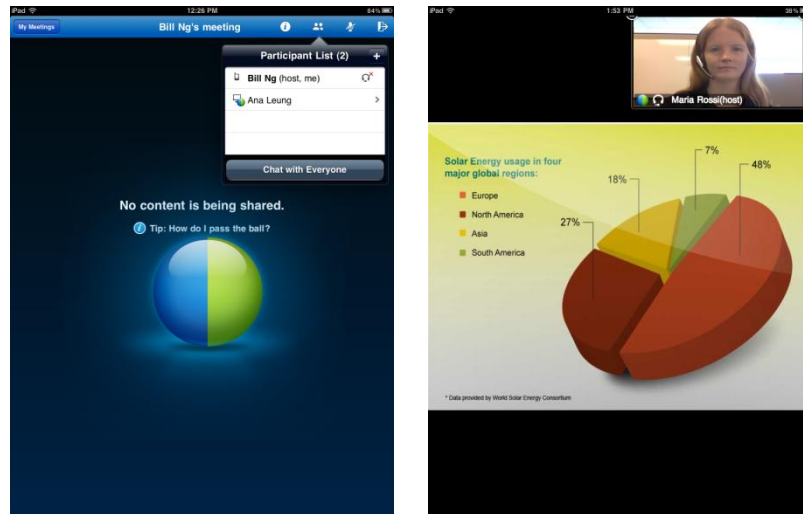 iPad
12:26 PM
84%
My Meetings
Bill Ng's meeting
Participant List (2)
Bill Ng (host, me)
Ana Leung
Chat with Everyone
No content is being shared.
Tip: How do I pass the ball?
iPad
1:53 PM
38%
Maria Rossi(host)
Solar Energy usage in four
major global regions:
Europe
North America
Asia
South America
7%
48%
18%
27%
* Data provided by World Solar Energy Consortium